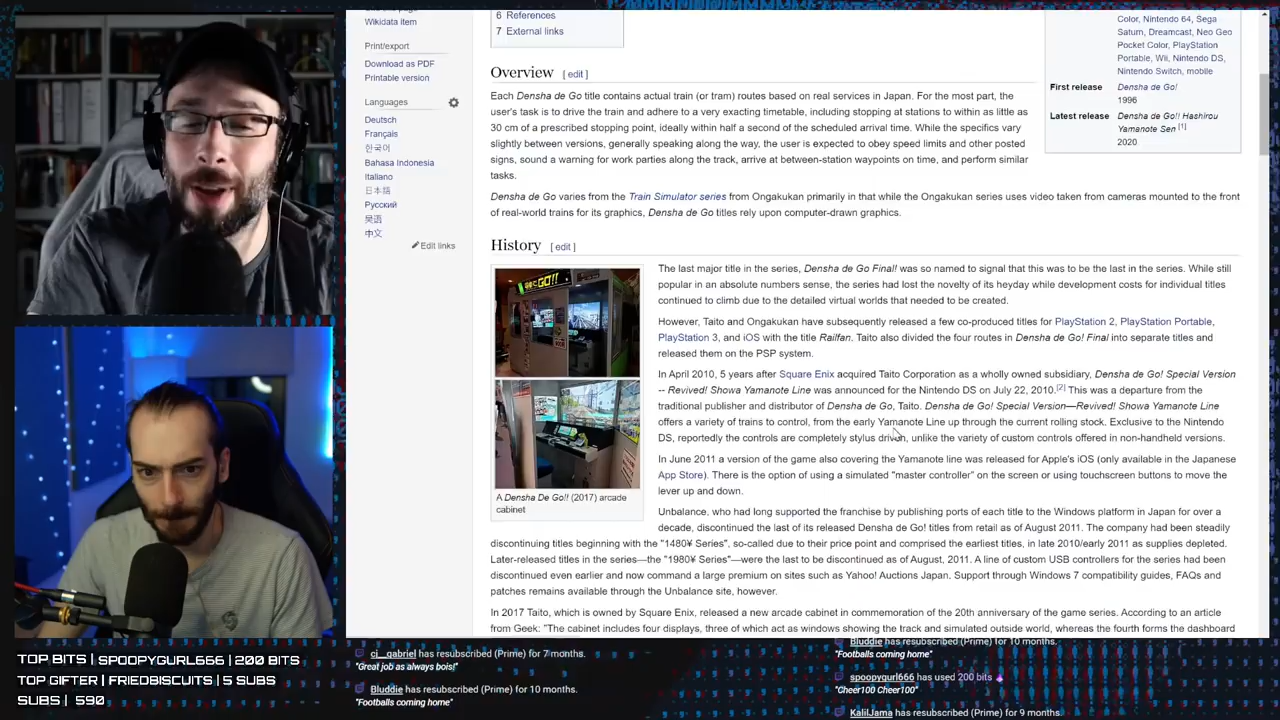 Wikidata item
Print/export
Download as PDF
Printable version
Languages
Deutsch
Français
한국어
Bahasa Indonesia
Italiano
日本語
Русский
吴语
中文
Edit links
6 References
7 External links
Overview [ edit ]
Each Densha de Go title contains actual train (or tram) routes based on real services in Japan. For the most part, the
user's task is to drive the train and adhere to a very exacting timetable, including stopping at stations to within as little as
30 cm of a prescribed stopping point, ideally within half a second of the scheduled arrival time. While the specifics vary
slightly between versions, generally speaking along the way, the user is expected to obey speed limits and other posted
signs, sound a warning for work parties along the track, arrive at between-station waypoints on time, and perform similar
tasks.
Densha de Go varies from the Train Simulator series from Ongakukan primarily in that while the Ongakukan series uses video taken from cameras mounted to the front
of real-world trains for its graphics, Densha de Go titles rely upon computer-drawn graphics.
Color, Nintendo 64, Sega
Saturn, Dreamcast, Neo Geo
Pocket Color, PlayStation
Portable, Wii, Nintendo DS,
Nintendo Switch, mobile
First release Densha de Go!
1996
Latest release Densha de Go!! Hashirou
Yamanote Sen [1]
2020
History [ edit ]
A Densha De Go!! (2017) arcade
cabinet
The last major title in the series, Densha de Go Final! was so named to signal that this was to be the last in the series. While still
popular in an absolute numbers sense, the series had lost the novelty of its heyday while development costs for individual titles
continued to climb due to the detailed virtual worlds that needed to be created.
However, Taito and Ongakukan have subsequently released a few co-produced titles for PlayStation 2, PlayStation Portable,
PlayStation 3, and iOS with the title Railfan. Taito also divided the four routes in Densha de Go! Final into separate titles and
released them on the PSP system.
In April 2010, 5 years after Square Enix acquired Taito Corporation as a wholly owned subsidiary, Densha de Go! Special Version
-- Revived! Showa Yamanote Line was announced for the Nintendo DS on July 22, 2010.[2] This was a departure from the
traditional publisher and distributor of Densha de Go, Taito. Densha de Go! Special Version—Revived! Showa Yamanote Line
offers a variety of trains to control, from the early Yamanote Line up through the current rolling stock. Exclusive to the Nintendo
DS, reportedly the controls are completely stylus driven, unlike the variety of custom controls offered in non-handheld versions.
In June 2011 a version of the game also covering the Yamanote line was released for Apple's iOS (only available in the Japanese
App Store). There is the option of using a simulated "master controller" on the screen or using touchscreen buttons to move the
lever up and down.
Unbalance, who had long supported the franchise by publishing ports of each title to the Windows platform in Japan for over a
decade, discontinued the last of its released Densha de Go! titles from retail as of August 2011. The company had been steadily
discontinuing titles beginning with the "1480¥ Series", so-called due to their price point and comprised the earliest titles, in late 2010/early 2011 as supplies depleted.
Later-released titles in the series—the "1980¥ Series"—were the last to be discontinued as of August, 2011. A line of custom USB controllers for the series had been
discontinued even earlier and now command a large premium on sites such as Yahoo! Auctions Japan. Support through Windows 7 compatibility guides, FAQs and
patches remains available through the Unbalance site, however.
In 2017 Taito, which is owned by Square Enix, released a new arcade cabinet in commemoration of the 20th anniversary of the game series. According to an article
from Geek: "The cabinet includes four displays, three of which act as windows showing the track and simulated outside world, whereas the fourth forms the dashboard
TOP BITS | SPOOPYGURL666 | 200 BITS
TOP GIFTER | FRIEDBISCUITS | 5 SUBS
SUBS | 590
ci__gabriel has resubscribed (Prime) for 7 months.
"Great job as always bois!"
Bluddie has resubscribed (Prime) for 10 months.
"Footballs coming home"
Bluddie has resubscribed (Prime) for 10 months.
"Footballs coming home"
spoopygurl666 has used 200 bits
"Cheer100 Cheer100"
KalilJama has resubscribed (Prime) for 9 months.